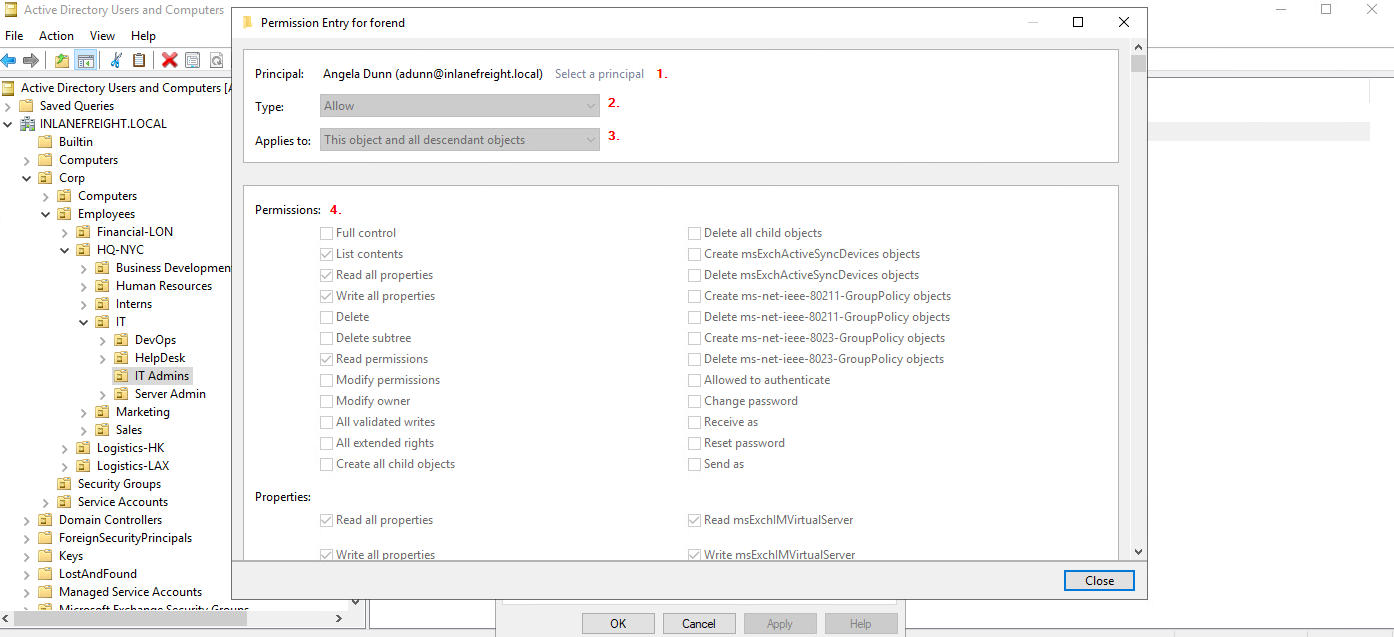 Active Directory Users and Computers
File Action View Help
Active Directory Users and Computers [A
Saved Queries
INLANEFREIGHT.LOCAL
Builtin
Computers
Corp
Computers
Employees
Financial-LON
HQ-NYC
Business Developmen
Human Resources
Interns
IT
DevOps
HelpDesk
IT Admins
Server Admin
Marketing
Sales
Logistics-HK
Logistics-LAX
Security Groups
Service Accounts
Domain Controllers
ForeignSecurityPrincipals
Keys
LostAndFound
Managed Service Accounts
Microsoft Exchange Security Groups
Permission Entry for forend
Principal: Angela Dunn (adunn@inlanefreight.local) Select a principal 1.
Type: Allow 2.
Applies to: This object and all descendant objects 3.
Permissions: 4.
Full control
List contents
Read all properties
Write all properties
Delete
Delete subtree
Read permissions
Modify permissions
Modify owner
All validated writes
All extended rights
Create all child objects
Delete all child objects
Create msExchActiveSyncDevices objects
Delete msExchActiveSyncDevices objects
Create ms-net-ieee-80211-GroupPolicy objects
Delete ms-net-ieee-80211-GroupPolicy objects
Create ms-net-ieee-8023-GroupPolicy objects
Delete ms-net-ieee-8023-GroupPolicy objects
Allowed to authenticate
Change password
Receive as
Reset password
Send as
Properties:
Read all properties Read msExchIMVirtualServer
Write all properties Write msExchIMVirtualServer
Close
OK Cancel Apply Help